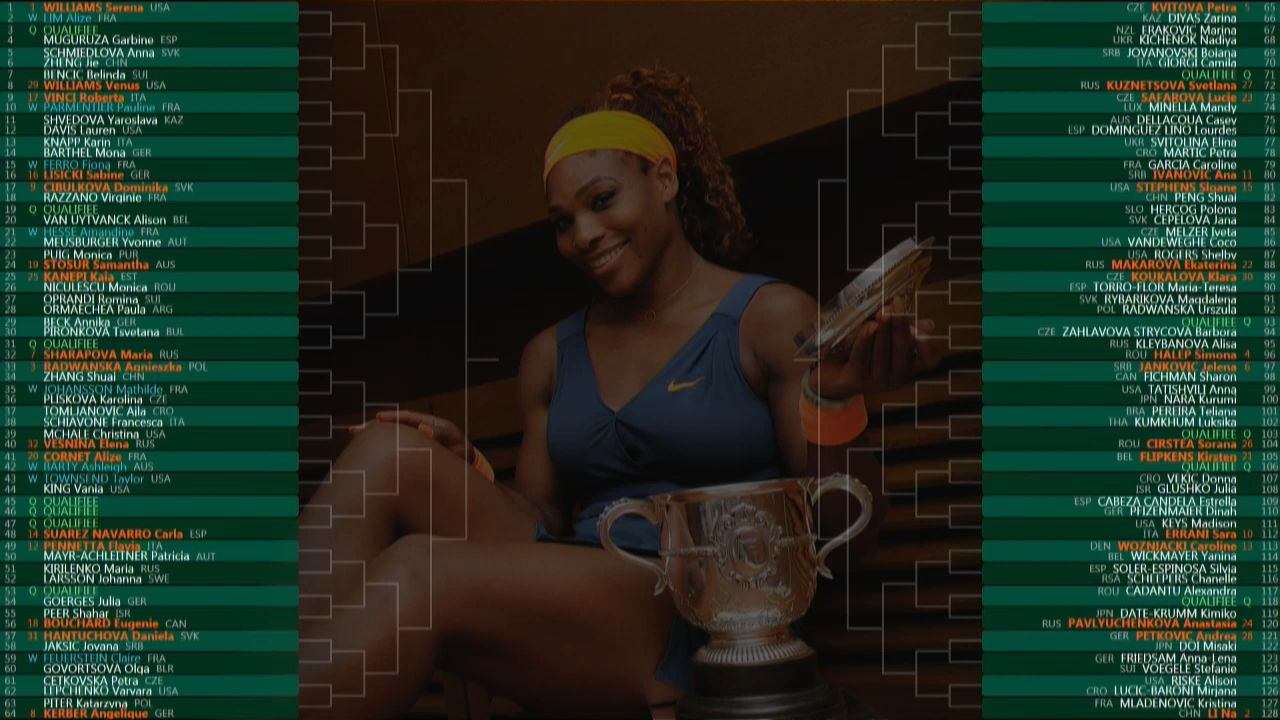 1 1 WILLIAMS Serena USA
2 W LIM Alize FRA
3 Q QUALIFIEE
4 MUGURUZA Garbine ESP
5 SCHMIEDLOVA Anna SVK
6 ZHENG Jie CHN
7 BENCIC Belinda SUI
8 29 WILLIAMS Venus USA
9 17 VINCI Roberta ITA
10 W PARMENTIER Pauline FRA
11 SHVEDOVA Yaroslava KAZ
12 DAVIS Lauren USA
13 KNAPP Karin ITA
14 BARTHEL Mona GER
15 W FERRO Fiona FRA
16 16 LISICKI Sabine GER
17 9 CIBULKOVA Dominika SVK
18 RAZZANO Virginie FRA
19 Q QUALIFIEE
20 VAN UYTVANCK Alison BEL
21 W HESSE Amandine FRA
22 MEUSBURGER Yvonne AUT
23 PUIG Monica PUR
24 19 STOSUR Samantha AUS
25 25 KANEPI Kaia EST
26 NICULESCU Monica ROU
27 OPRANDI Romina SUI
28 ORMAECHEA Paula ARG
29 BECK Annika GER
30 PIRONKOVA Tsvetana BUL
31 Q QUALIFIEE
32 7 SHARAPOVA Maria RUS
33 3 RADWANSKA Agnieszka POL
34 ZHANG Shuai CHN
35 W JOHANSSON Mathilde FRA
36 PLISKOVA Karolina CZE
37 TOMLJANOVIC Ajla CRO
38 SCHIAVONE Francesca ITA
39 MCHALE Christina USA
40 32 VESNINA Elena RUS
41 20 CORNET Alize FRA
42 W BARTY Ashleigh AUS
43 W TOWNSEND Taylor USA
44 KING Vania USA
45 Q QUALIFIEE
46 Q QUALIFIEE
47 Q QUALIFIEE
48 14 SUAREZ NAVARRO Carla ESP
49 12 PENNETTA Flavia ITA
50 MAYR-ACHLEITNER Patricia AUT
51 KIRILENKO Maria RUS
52 LARSSON Johanna SWE
53 Q QUALIFIEE
54 GOERGES Julia GER
55 PEER Shahar ISR
56 18 BOUCHARD Eugenie CAN
57 31 HANTUCHOVA Daniela SVK
58 JAKSIC Jovana SRB
59 W FEUERSTEIN Claire FRA
60 GOVORTSOVA Olga BLR
61 CETKOVSKA Petra CZE
62 LEPCHENKO Varvara USA
63 PITER Katarzyna POL
64 8 KERBER Angelique GER
CZE KVITOVA Petra 5 65
KAZ DIYAS Zarina 66
NZL ERAKOVIC Marina 67
UKR KICHENOK Nadiya 68
SRB JOVANOVSKI Bojana 69
ITA GIORGI Camila 70
QUALIFIEE Q 71
RUS KUZNETSOVA Svetlana 27 72
CZE SAFAROVA Lucie 23 73
LUX MINELLA Mandy 74
AUS DELLACQUA Casey 75
ESP DOMINGUEZ LINO Lourdes 76
UKR SVITOLINA Elina 77
CRO MARTIC Petra 78
FRA GARCIA Caroline 79
SRB IVANOVIC Ana 11 80
USA STEPHENS Sloane 15 81
CHN PENG Shuai 82
SLO HERCOG Polona 83
SVK CEPELOVA Jana 84
CZE MELZER Iveta 85
USA VANDEWEGHE Coco 86
USA ROGERS Shelby 87
RUS MAKAROVA Ekaterina 22 88
CZE KOUKALOVA Klara 30 89
ESP TORRO-FLOR Maria-Teresa 90
SVK RYBARIKOVA Magdalena 91
POL RADWANSKA Urszula 92
QUALIFIEE Q 93
CZE ZAHLAVOVA STRYCOVA Barbora 94
RUS KLEYBANOVA Alisa 95
ROU HALEP Simona 4 96
SRB JANKOVIC Jelena 6 97
CAN FICHMAN Sharon 98
USA TATISHVILI Anna 99
JPN NARA Kurumi 100
BRA PEREIRA Teliana 101
THA KUMKHUM Luksika 102
QUALIFIEE Q 103
ROU CIRSTEA Sorana 26 104
BEL FLIPKENS Kirsten 21 105
QUALIFIEE Q 106
CRO VEKIC Donna 107
ISR GLUSHKO Julia 108
ESP CABEZA CANDELA Estrella 109
GER PFIZENMAIER Dinah 110
USA KEYS Madison 111
ITA ERRANI Sara 10 112
DEN WOZNIACKI Caroline 13 113
BEL WICKMAYER Yanina 114
ESP SOLER-ESPINOSA Silvia 115
RSA SCHEEPERS Chanelle 116
ROU CADANTU Alexandra 117
QUALIFIEE Q 118
JPN DATE-KRUMM Kimiko 119
RUS PAVLYUCHENKOVA Anastasia 24 120
GER PETKOVIC Andrea 28 121
JPN DOI Misaki 122
GER FRIEDSAM Anna-Lena 123
SUI VOEGELE Stefanie 124
USA RISKE Alison 125
CRO LUCIC-BARONI Mirjana 126
FRA MLADENOVIC Kristina 127
CHN LI Na 2 128